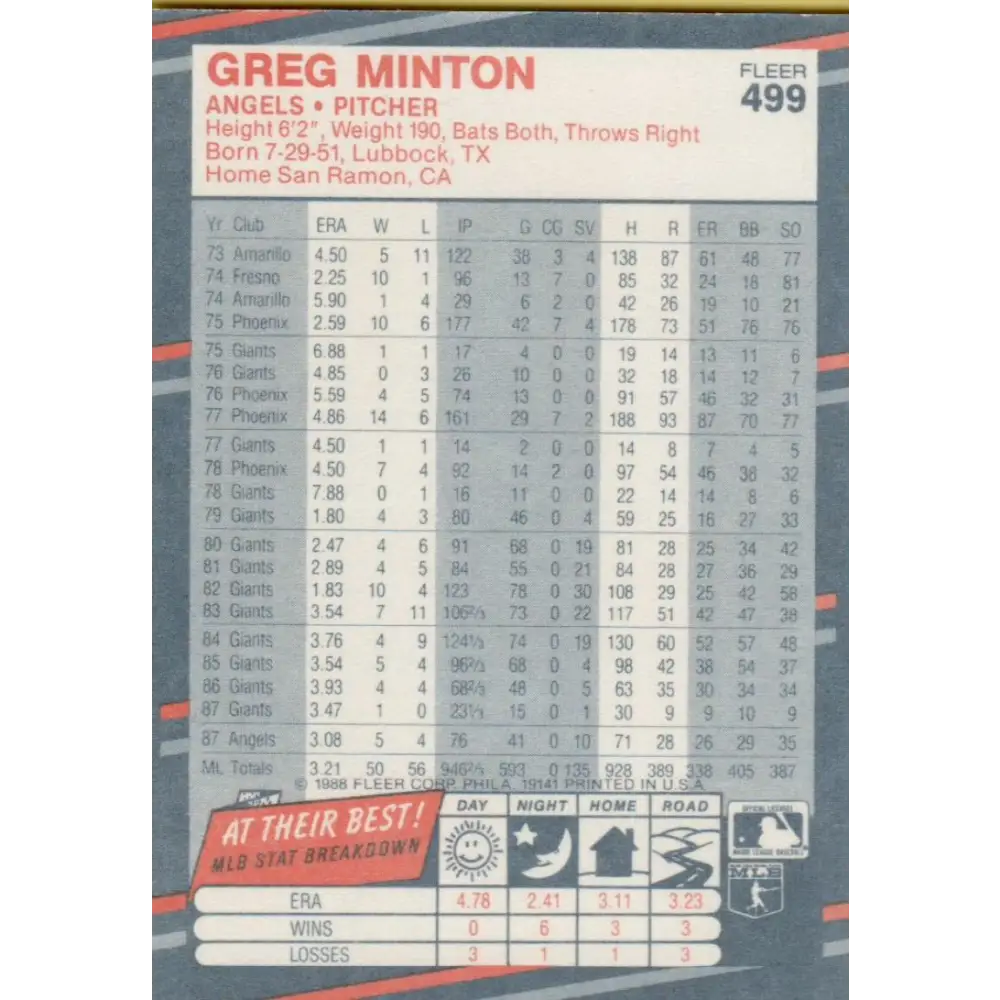 GREG MINTON
FLEER
499
ANGELS • PITCHER
Height 6'2", Weight 190, Bats Both, Throws Right
Born 7-29-51, Lubbock, TX
Home San Ramon, CA
Yr Club ERA W L IP G CG SV H R ER BB SO
73 Amarillo 4.50 5 11 122 38 3 4 138 87 61 48 77
74 Fresno 2.25 10 1 96 13 7 0 85 32 24 18 81
74 Amarillo 5.90 1 4 29 6 2 0 42 26 19 10 21
75 Phoenix 2.59 10 6 177 42 7 4 178 73 51 76 76
75 Giants 6.88 1 1 17 4 0 0 19 14 13 11 6
76 Giants 4.85 0 3 26 10 0 0 32 18 14 12 7
76 Phoenix 5.59 4 5 74 13 0 0 91 57 46 32 31
77 Phoenix 4.86 14 6 161 29 7 2 188 93 87 70 77
77 Giants 4.50 1 1 14 2 0 0 14 8 7 4 5
78 Phoenix 4.50 7 4 92 14 2 0 97 54 46 38 32
78 Giants 7.88 0 1 16 11 0 0 22 14 14 8 6
79 Giants 1.80 4 3 80 46 0 4 59 25 16 27 33
80 Giants 2.47 4 6 91 68 0 19 81 28 25 34 42
81 Giants 2.89 4 5 84 55 0 21 84 28 27 36 29
82 Giants 1.83 10 4 123 78 0 30 108 29 25 42 58
83 Giants 3.54 7 11 106⅔ 73 0 22 117 51 42 47 38
84 Giants 3.76 4 9 124⅓ 74 0 19 130 60 52 57 48
85 Giants 3.54 5 4 96⅔ 68 0 4 98 42 38 54 37
86 Giants 3.93 4 4 68⅔ 48 0 5 63 35 30 34 34
87 Giants 3.47 1 0 23⅓ 15 0 1 30 9 9 10 9
87 Angels 3.08 5 4 76 41 0 10 71 28 26 29 35
ML Totals 3.21 50 56 946⅔ 593 0 135 928 389 338 405 387
© 1988 FLEER CORP. PHILA. 19141 PRINTED IN U.S.A.
AT THEIR BEST!
MLB STAT BREAKDOWN
DAY NIGHT HOME ROAD
OFFICIAL LICENSEE
MAJOR LEAGUE BASEBALL
MLB
ERA 4.78 2.41 3.11 3.23
WINS 0 6 3 3
LOSSES 3 1 1 3